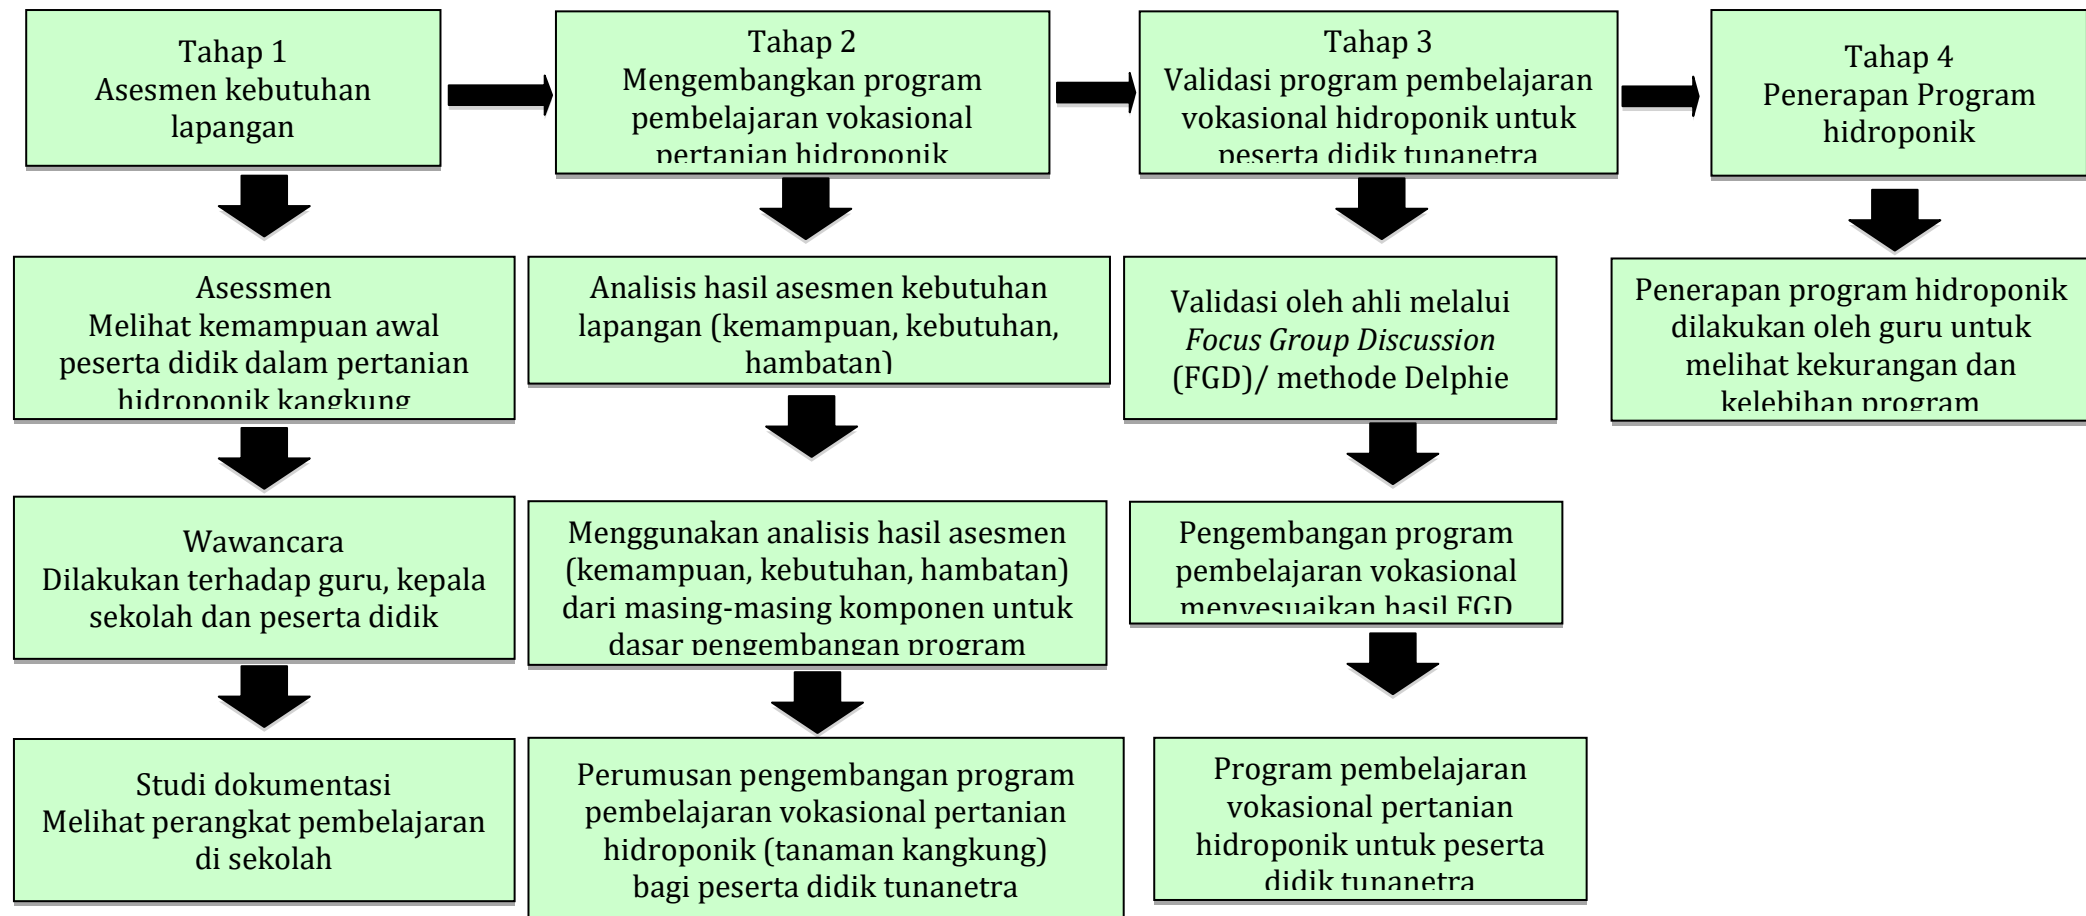 Tahap 1
Asesmen kebutuhan
lapangan
Tahap 2
Mengembangkan program
pembelajaran vokasional
pertanian hidroponik
Tahap 3
Validasi program pembelajaran
vokasional hidroponik untuk
peserta didik tunanetra
Tahap 4
Penerapan Program
hidroponik
Asessmen
Melihat kemampuan awal
peserta didik dalam pertanian
hidroponik kangkung
Analisis hasil asesmen kebutuhan
lapangan (kemampuan, kebutuhan,
hambatan)
Validasi oleh ahli melalui
Focus Group Discussion
(FGD)/ methode Delphie
Penerapan program hidroponik
dilakukan oleh guru untuk
melihat kekurangan dan
kelebihan program
Wawancara
Dilakukan terhadap guru, kepala
sekolah dan peserta didik
Menggunakan analisis hasil asesmen
(kemampuan, kebutuhan, hambatan)
dari masing-masing komponen untuk
dasar pengembangan program
Pengembangan program
pembelajaran vokasional
menyesuaikan hasil FGD
Studi dokumentasi
Melihat perangkat pembelajaran
di sekolah
Perumusan pengembangan program
pembelajaran vokasional pertanian
hidroponik (tanaman kangkung)
bagi peserta didik tunanetra
Program pembelajaran
vokasional pertanian
hidroponik untuk peserta
didik tunanetra